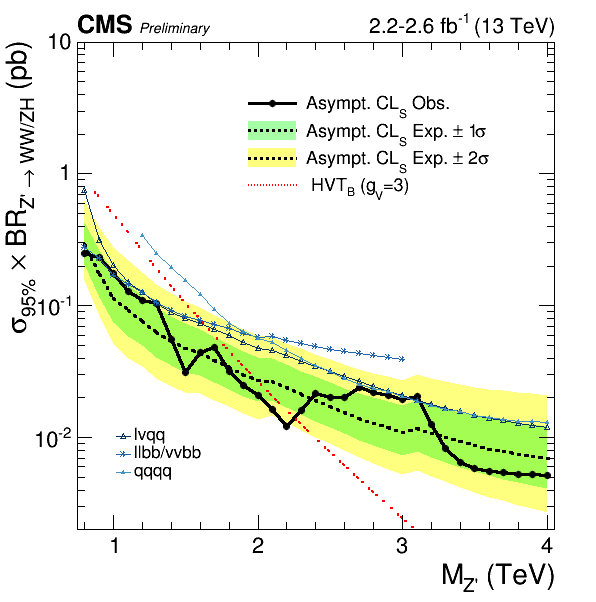 CMS Preliminary 2.2-2.6 fb⁻¹ (13 TeV)
σ95% × BRZ' → WW/ZH (pb)
10
1
10⁻¹
10⁻²
Asympt. CLS Obs.
Asympt. CLS Exp. ± 1σ
Asympt. CLS Exp. ± 2σ
HVTB (gV=3)
lνqq
llbb/ννbb
qqqq
1 2 3 4
MZ' (TeV)